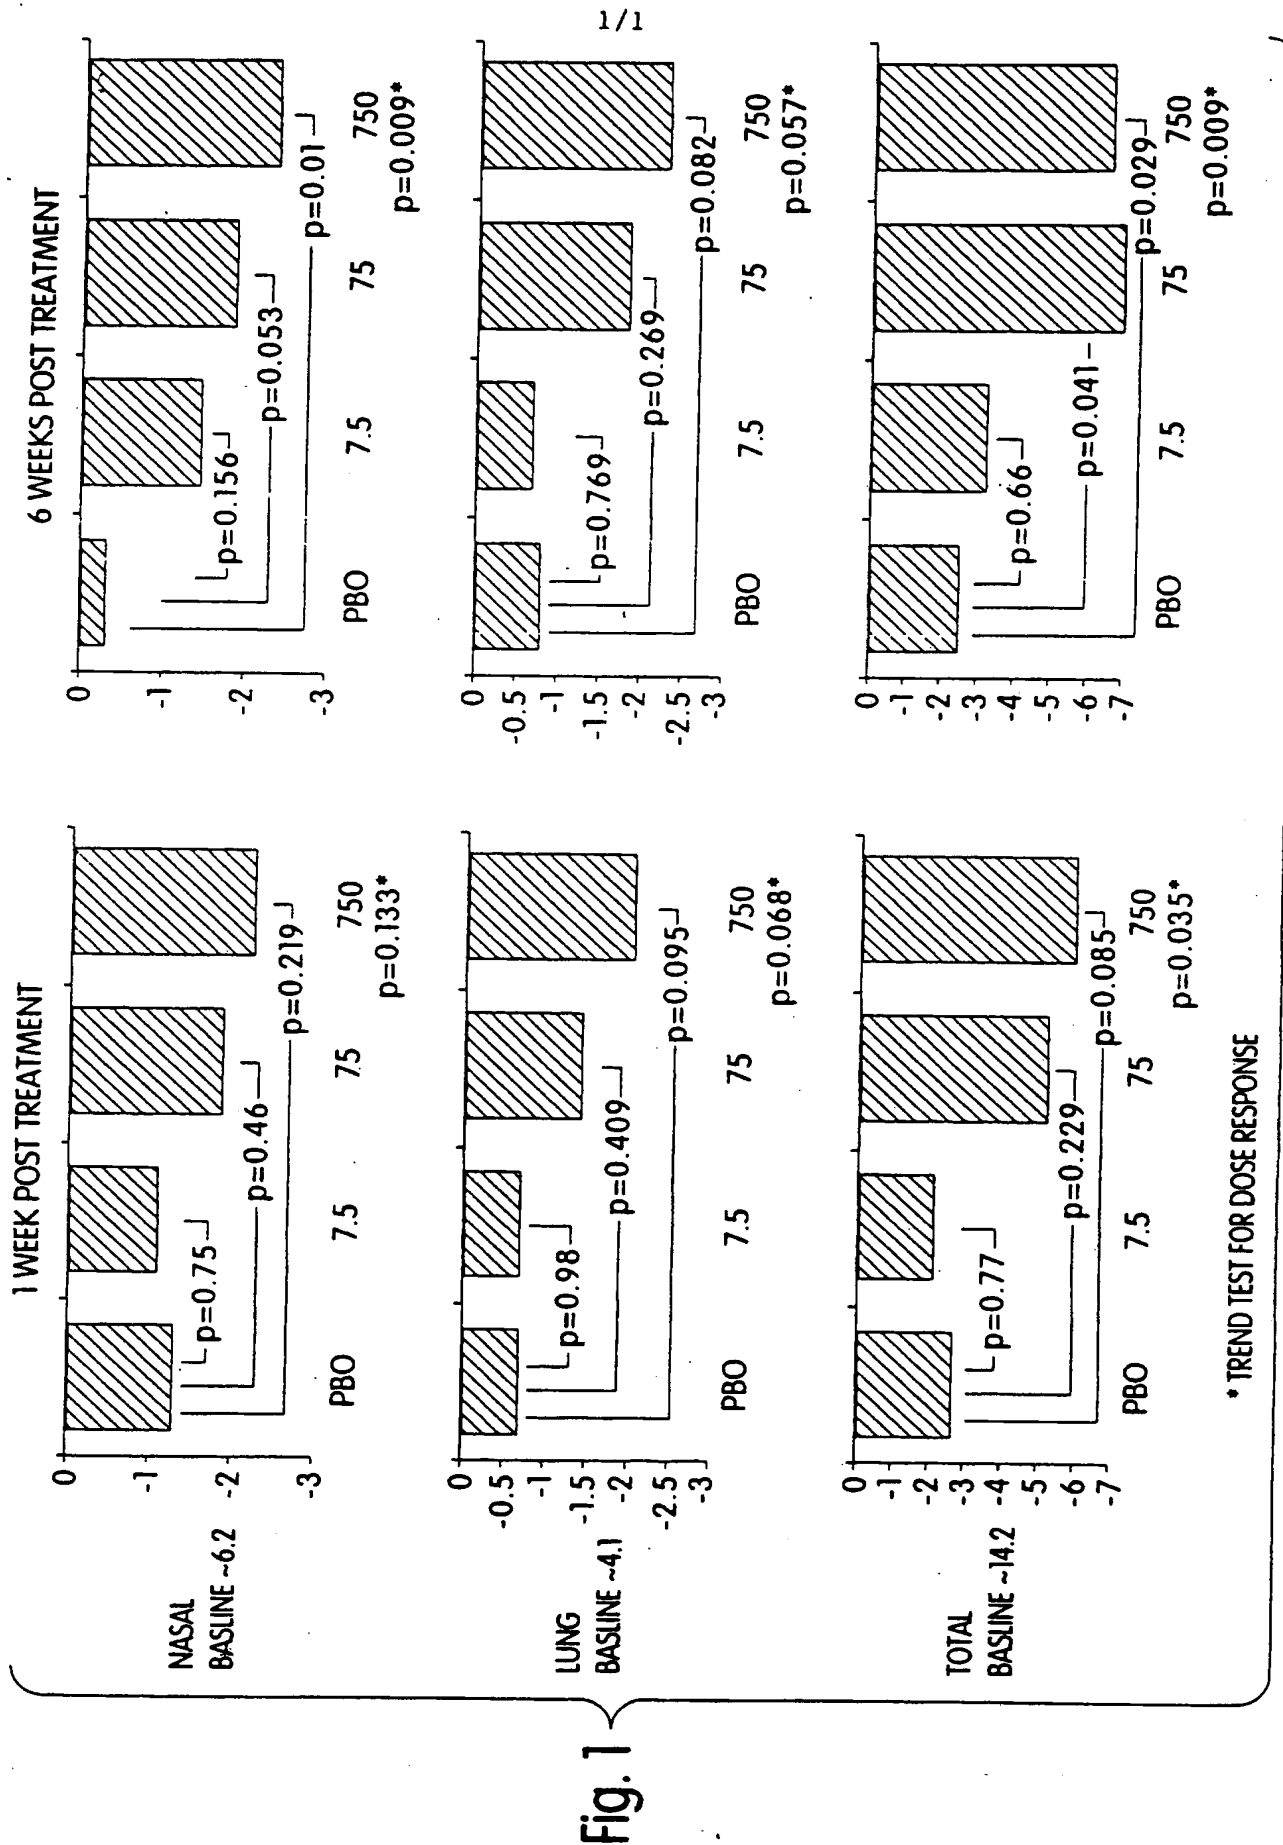 1/1
Fig. 1
1 WEEK POST TREATMENT
6 WEEKS POST TREATMENT
NASAL
BASLINE ~6.2
0
-1
-2
-3
p=0.75
p=0.46
p=0.219
PBO
7.5
75
750
p=0.133*
0
-1
-2
-3
p=0.156
p=0.053
p=0.01
PBO
7.5
75
750
p=0.009*
LUNG
BASLINE ~4.1
0
-0.5
-1
-1.5
-2
-2.5
-3
p=0.98
p=0.409
p=0.095
PBO
7.5
75
750
p=0.068*
0
-0.5
-1
-1.5
-2
-2.5
-3
p=0.769
p=0.269
p=0.082
PBO
7.5
75
750
p=0.057*
TOTAL
BASLINE ~14.2
0
-1
-2
-3
-4
-5
-6
-7
p=0.77
p=0.229
p=0.085
PBO
7.5
75
750
p=0.035*
0
-1
-2
-3
-4
-5
-6
-7
p=0.66
p=0.041
p=0.029
PBO
7.5
75
750
p=0.009*
* TREND TEST FOR DOSE RESPONSE